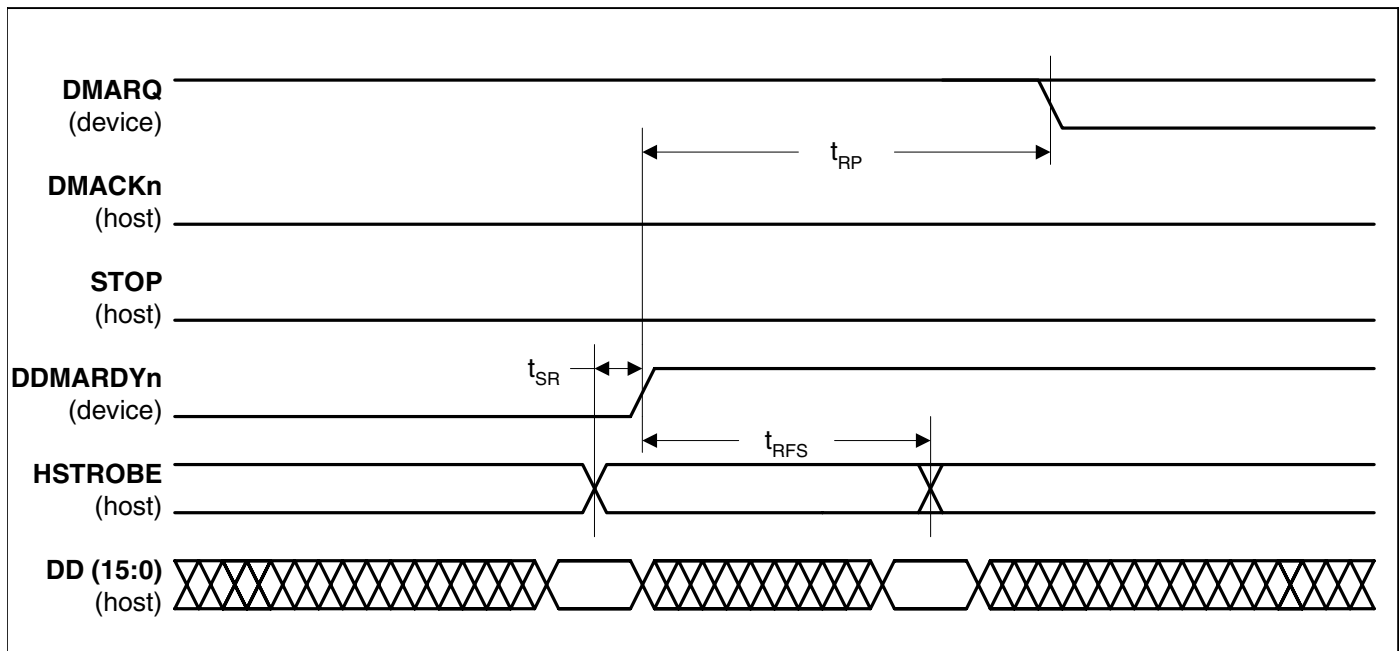 DMARQ
(device)
t_RP
DMACKn
(host)
STOP
(host)
t_SR
DDMARDYn
(device)
t_RFS
HSTROBE
(host)
DD (15:0)
(host)